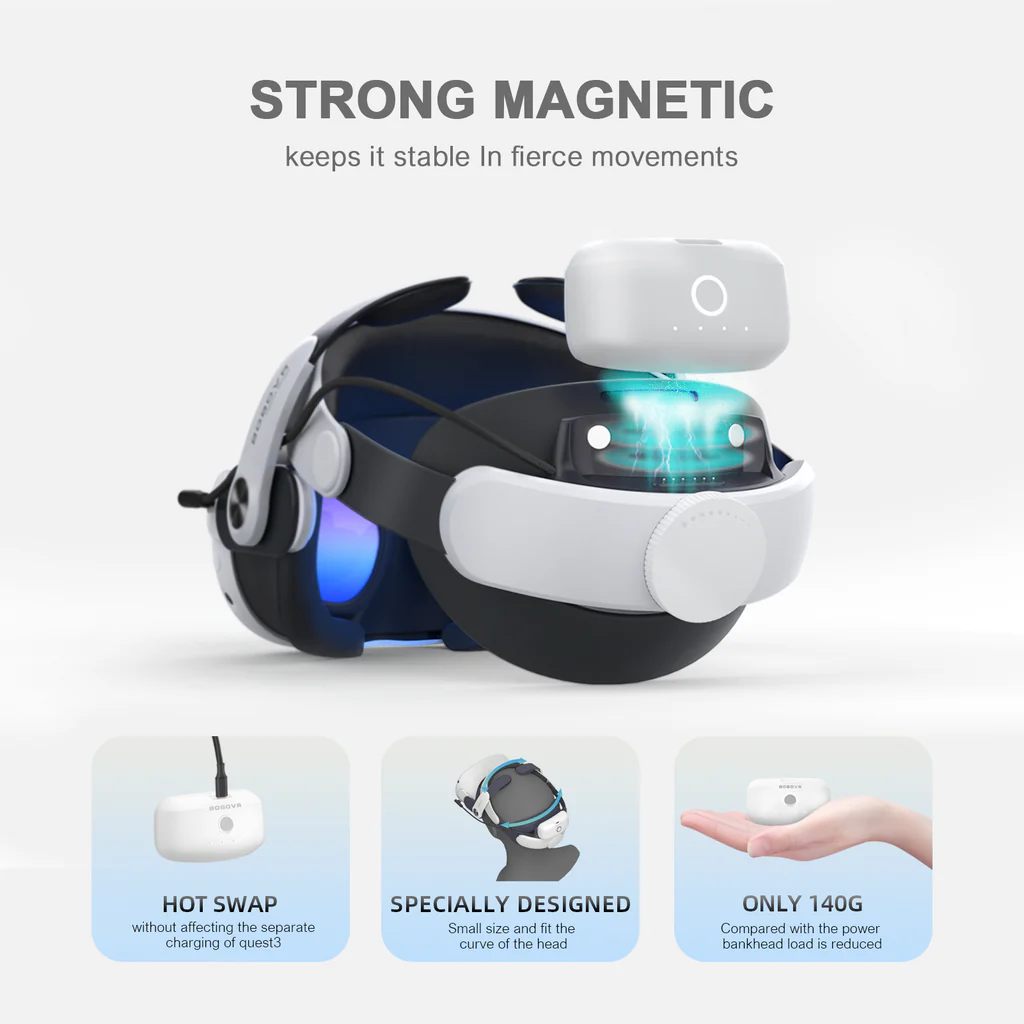 STRONG MAGNETIC
keeps it stable In fierce movements
BOBOVR
BOBOVR
HOT SWAP
without affecting the separate
charging of quest3
SPECIALLY DESIGNED
Small size and fit the
curve of the head
BOBOVR
ONLY 140G
Compared with the power
bankhead load is reduced